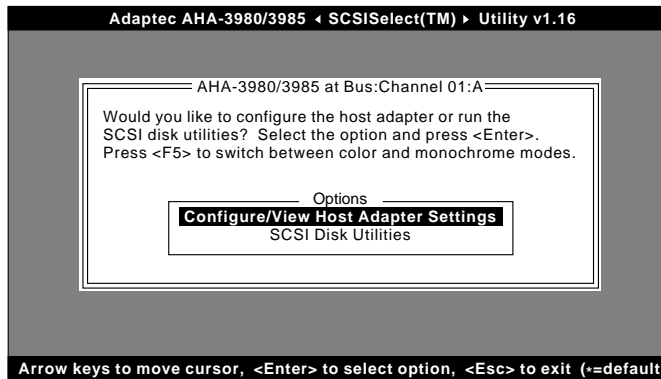 Adaptec AHA-3980/3985 ◂ SCSISelect(TM) ▸ Utility v1.16
AHA-3980/3985 at Bus:Channel 01:A
Would you like to configure the host adapter or run the
SCSI disk utilities?  Select the option and press <Enter>.
Press <F5> to switch between color and monochrome modes.
Options
Configure/View Host Adapter Settings
SCSI Disk Utilities
Arrow keys to move cursor, <Enter> to select option, <Esc> to exit (*=default